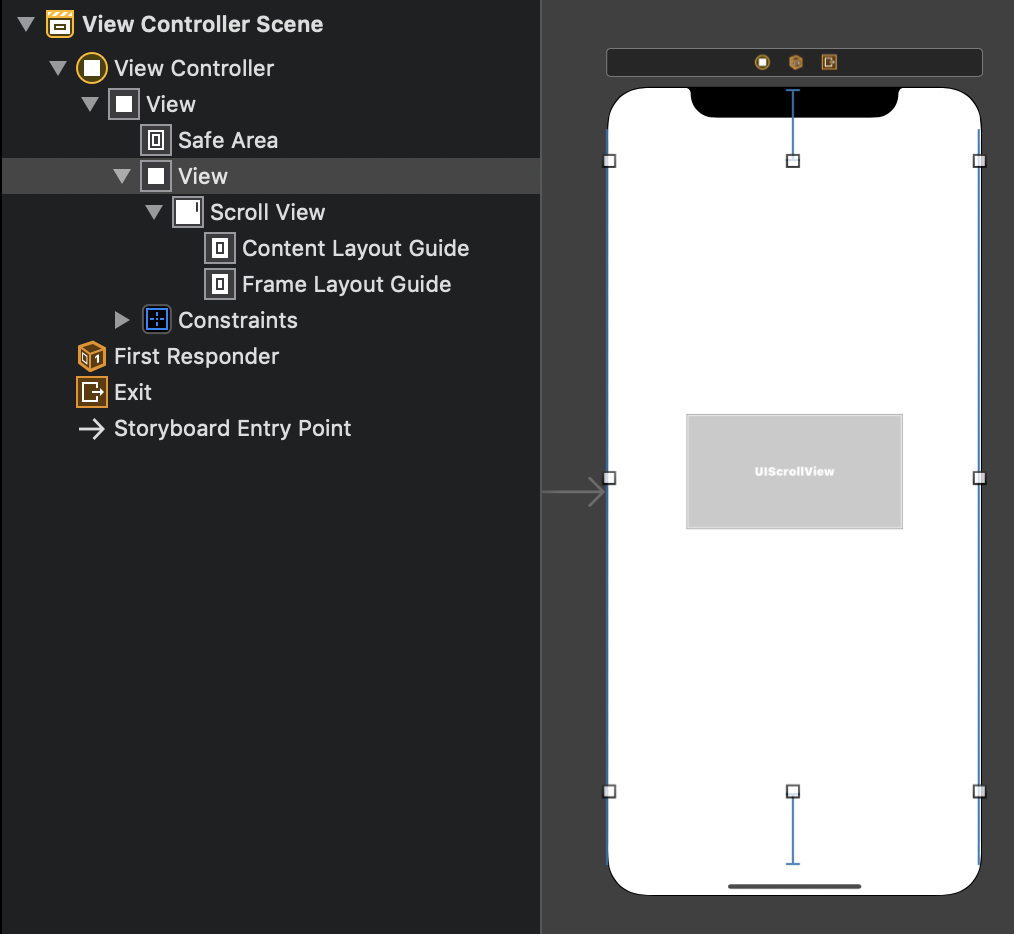 View Controller Scene
View Controller
View
Safe Area
View
Scroll View
Content Layout Guide
Frame Layout Guide
Constraints
First Responder
Exit
Storyboard Entry Point
UIScrollView